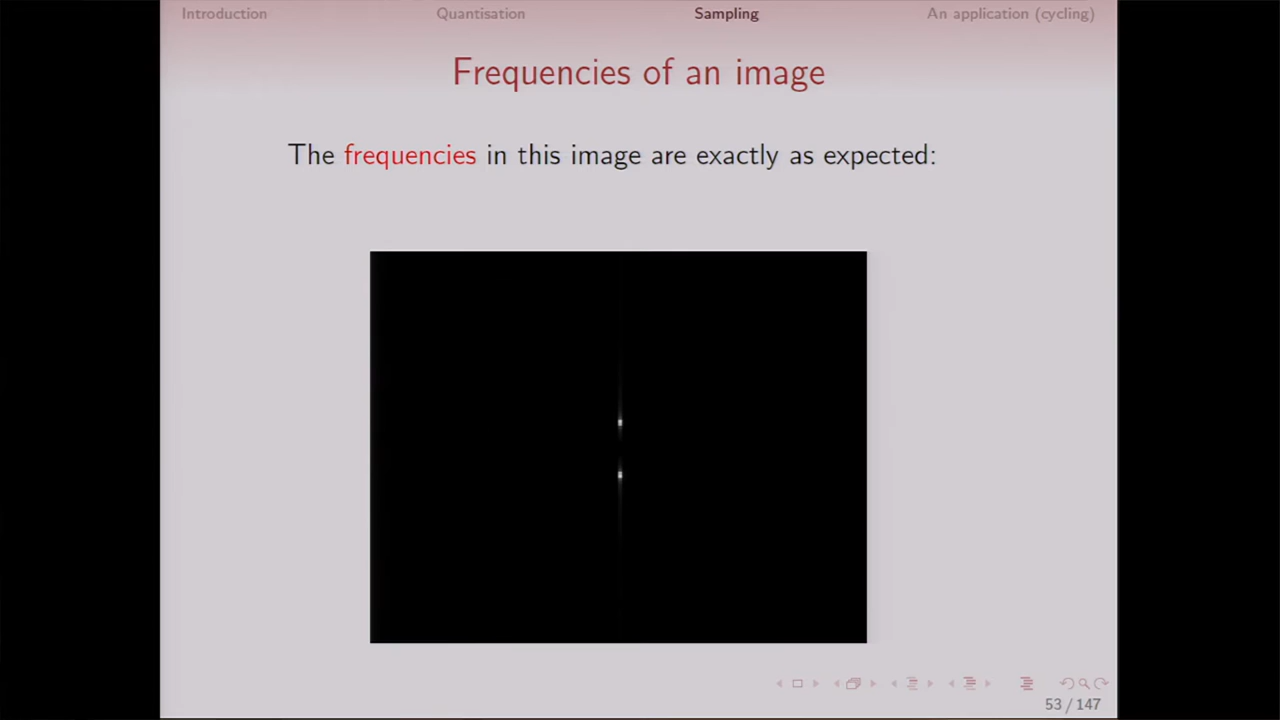 Introduction Quantisation Sampling An application (cycling)
Frequencies of an image
The frequencies in this image are exactly as expected:
53 / 147